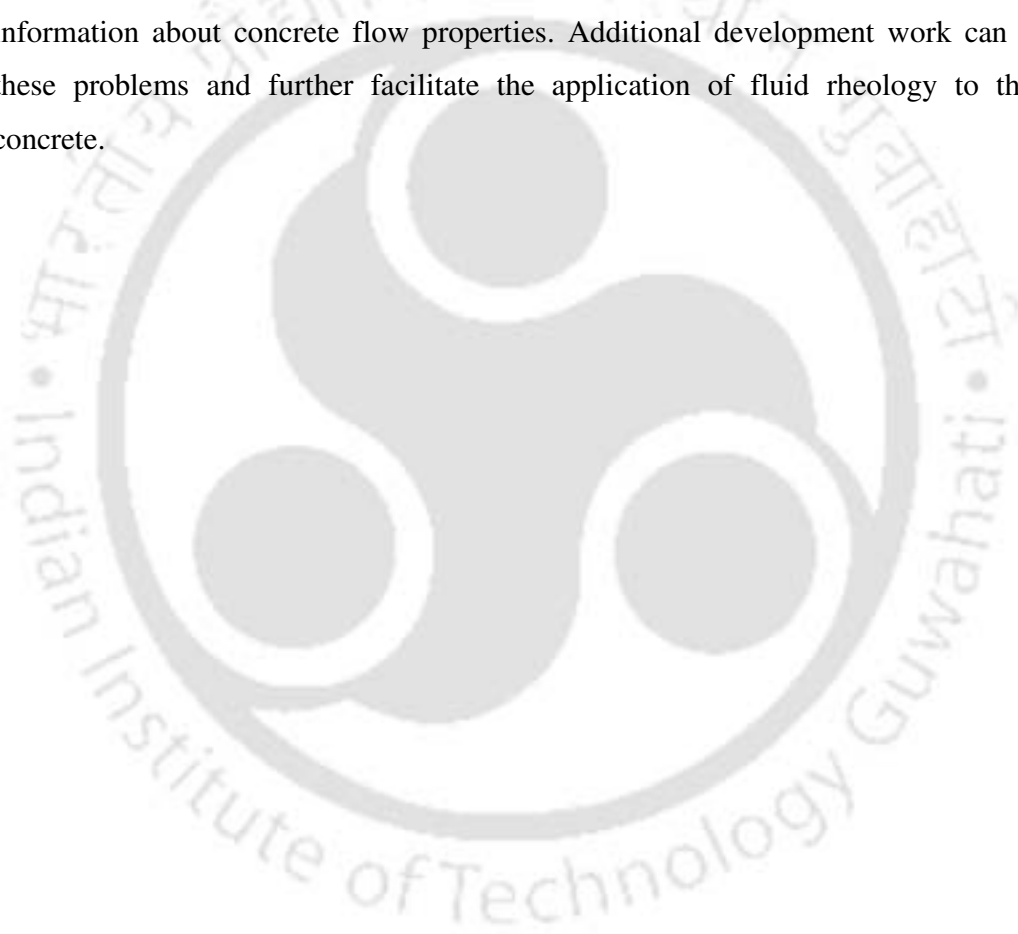 information about concrete flow properties. Additional development work can
these problems and further facilitate the application of fluid rheology to th
concrete.
Indian Institute of Technology Guwahati